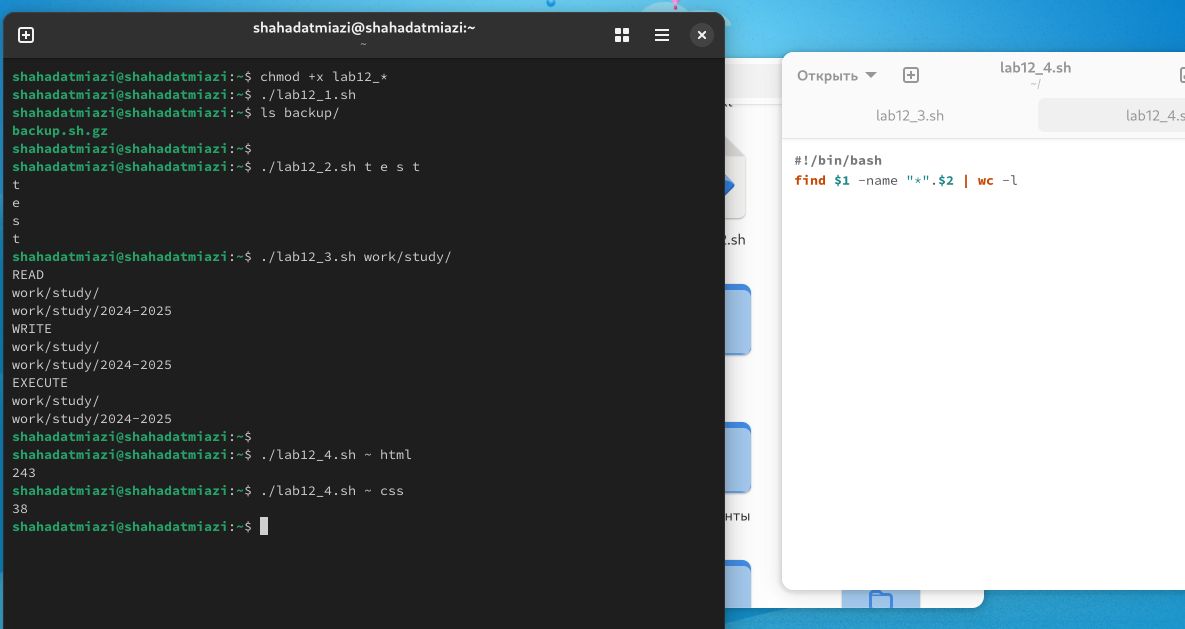 shahadatmiazi@shahadatmiazi:~
~
shahadatmiazi@shahadatmiazi:~$ chmod +x lab12_*
shahadatmiazi@shahadatmiazi:~$ ./lab12_1.sh
shahadatmiazi@shahadatmiazi:~$ ls backup/
backup.sh.gz
shahadatmiazi@shahadatmiazi:~$
shahadatmiazi@shahadatmiazi:~$ ./lab12_2.sh t e s t
t
e
s
t
shahadatmiazi@shahadatmiazi:~$ ./lab12_3.sh work/study/
READ
work/study/
work/study/2024-2025
WRITE
work/study/
work/study/2024-2025
EXECUTE
work/study/
work/study/2024-2025
shahadatmiazi@shahadatmiazi:~$
shahadatmiazi@shahadatmiazi:~$ ./lab12_4.sh ~ html
243
shahadatmiazi@shahadatmiazi:~$ ./lab12_4.sh ~ css
38
shahadatmiazi@shahadatmiazi:~$
.sh
нты
Открыть
lab12_4.sh
~/
lab12_3.sh
lab12_4.s
#!/bin/bash
find $1 -name "*".$2 | wc -l